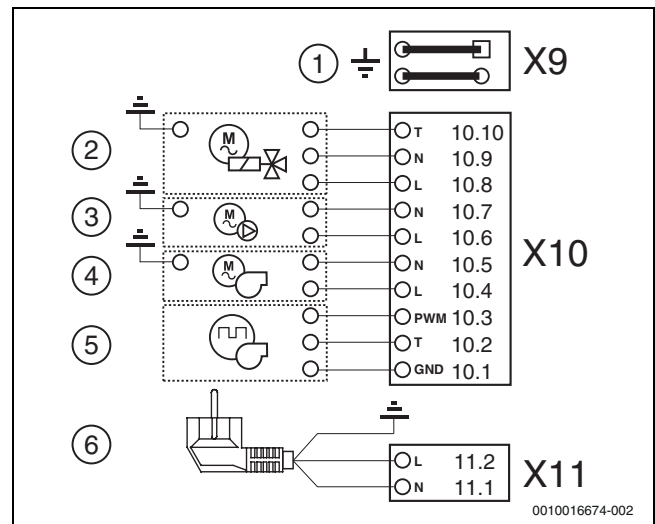 1 X9
2 M T 10.10
N 10.9
L 10.8
3 M N 10.7
L 10.6
X10
4 M N 10.5
L 10.4
5 PWM 10.3
T 10.2
GND 10.1
6 L 11.2
N 11.1
X11
0010016674-002